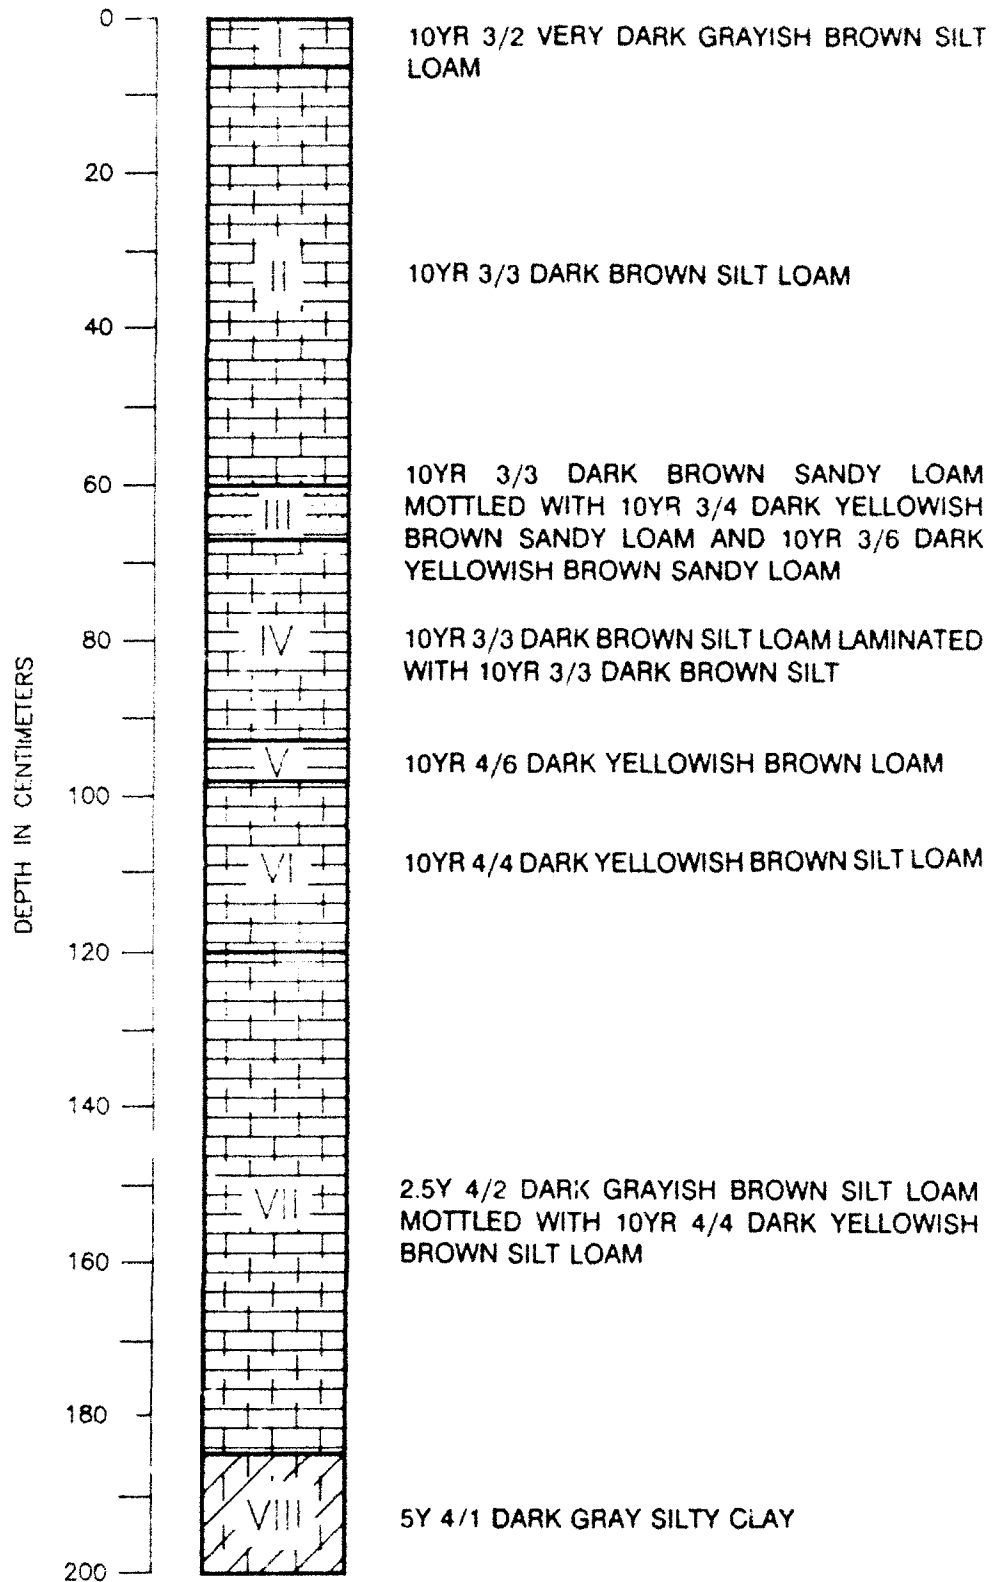 0
I
10YR 3/2 VERY DARK GRAYISH BROWN SILT
LOAM
20
II
10YR 3/3 DARK BROWN SILT LOAM
40
60
III
10YR 3/3 DARK BROWN SANDY LOAM
MOTTLED WITH 10YR 3/4 DARK YELLOWISH
BROWN SANDY LOAM AND 10YR 3/6 DARK
YELLOWISH BROWN SANDY LOAM
80
IV
10YR 3/3 DARK BROWN SILT LOAM LAMINATED
WITH 10YR 3/3 DARK BROWN SILT
DEPTH IN CENTIMETERS
V
10YR 4/6 DARK YELLOWISH BROWN LOAM
100
VI
10YR 4/4 DARK YELLOWISH BROWN SILT LOAM
120
140
VII
2.5Y 4/2 DARK GRAYISH BROWN SILT LOAM
MOTTLED WITH 10YR 4/4 DARK YELLOWISH
BROWN SILT LOAM
160
180
VIII
5Y 4/1 DARK GRAY SILTY CLAY
200